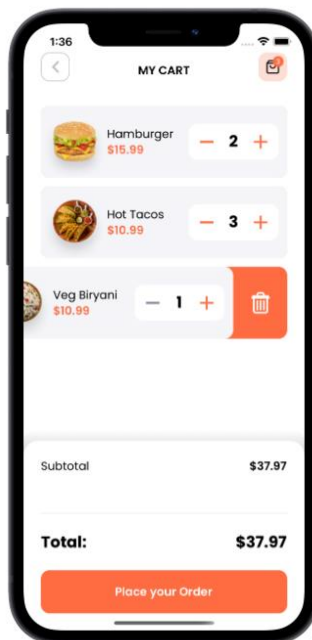 1:36
MY CART
Hamburger
$15.99
− 2 +
Hot Tacos
$10.99
− 3 +
Veg Biryani
$10.99
− 1 +
Subtotal $37.97
Total: $37.97
Place your Order